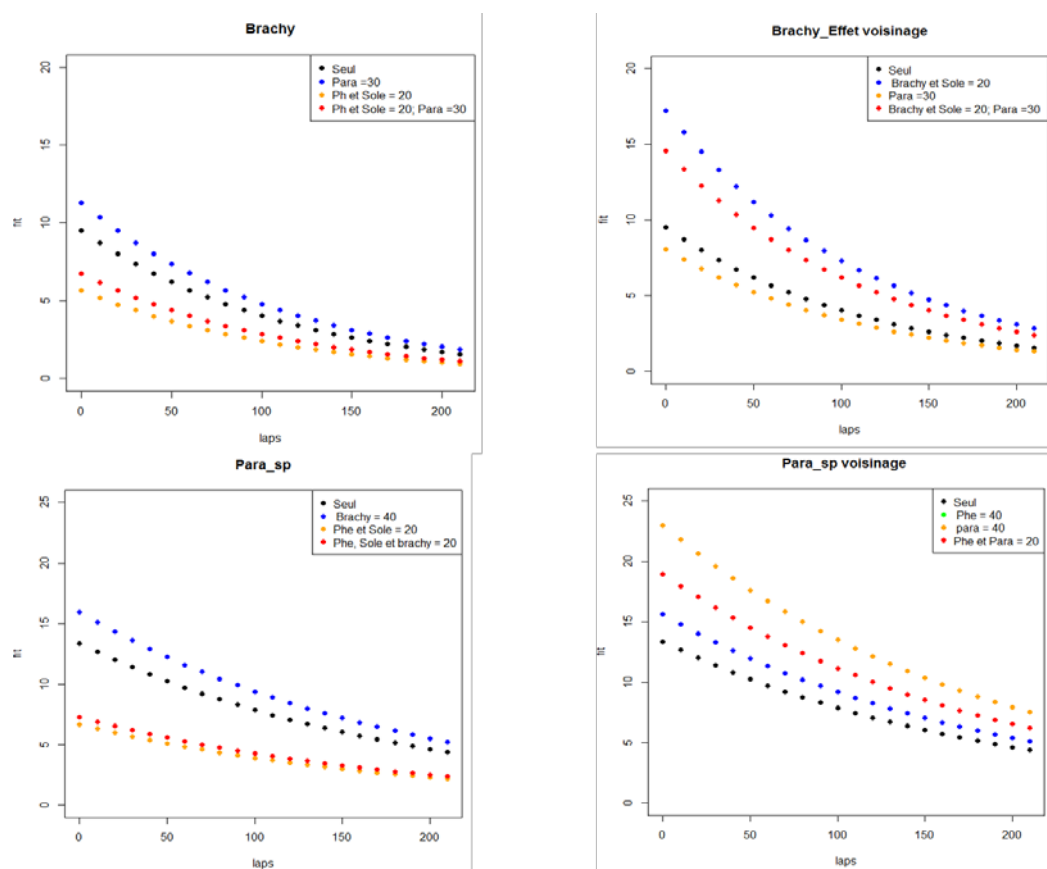 Brachy
fit
20
15
10
5
0
Seul
Para =30
Ph et Sole = 20
Ph et Sole = 20; Para =30
0 50 100 150 200
laps
Brachy_Effet voisinage
fit
20
15
10
5
0
Seul
Brachy et Sole = 20
Para =30
Brachy et Sole = 20; Para =30
0 50 100 150 200
laps
Para_sp
fit
25
20
15
10
5
0
Seul
Brachy = 40
Phe et Sole = 20
Phe, Sole et brachy = 20
0 50 100 150 200
laps
Para_sp voisinage
fit
25
20
15
10
5
0
Seul
Phe = 40
para = 40
Phe et Para = 20
0 50 100 150 200
laps